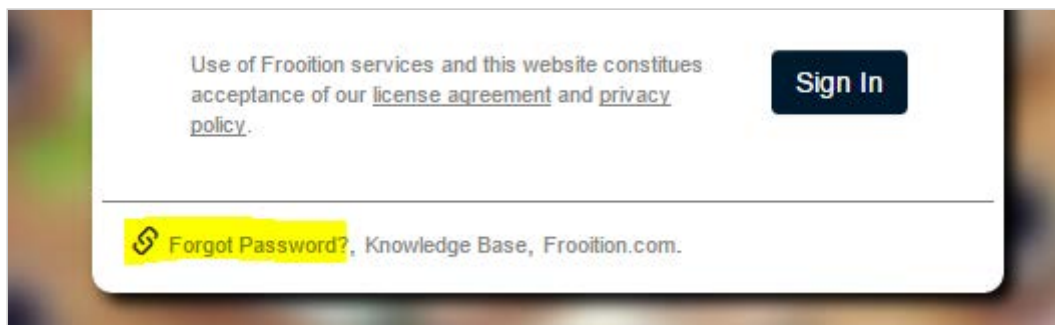 Use of Frooition services and this website constitues
acceptance of our license agreement and privacy
policy.
Sign In
Forgot Password?, Knowledge Base, Frooition.com.